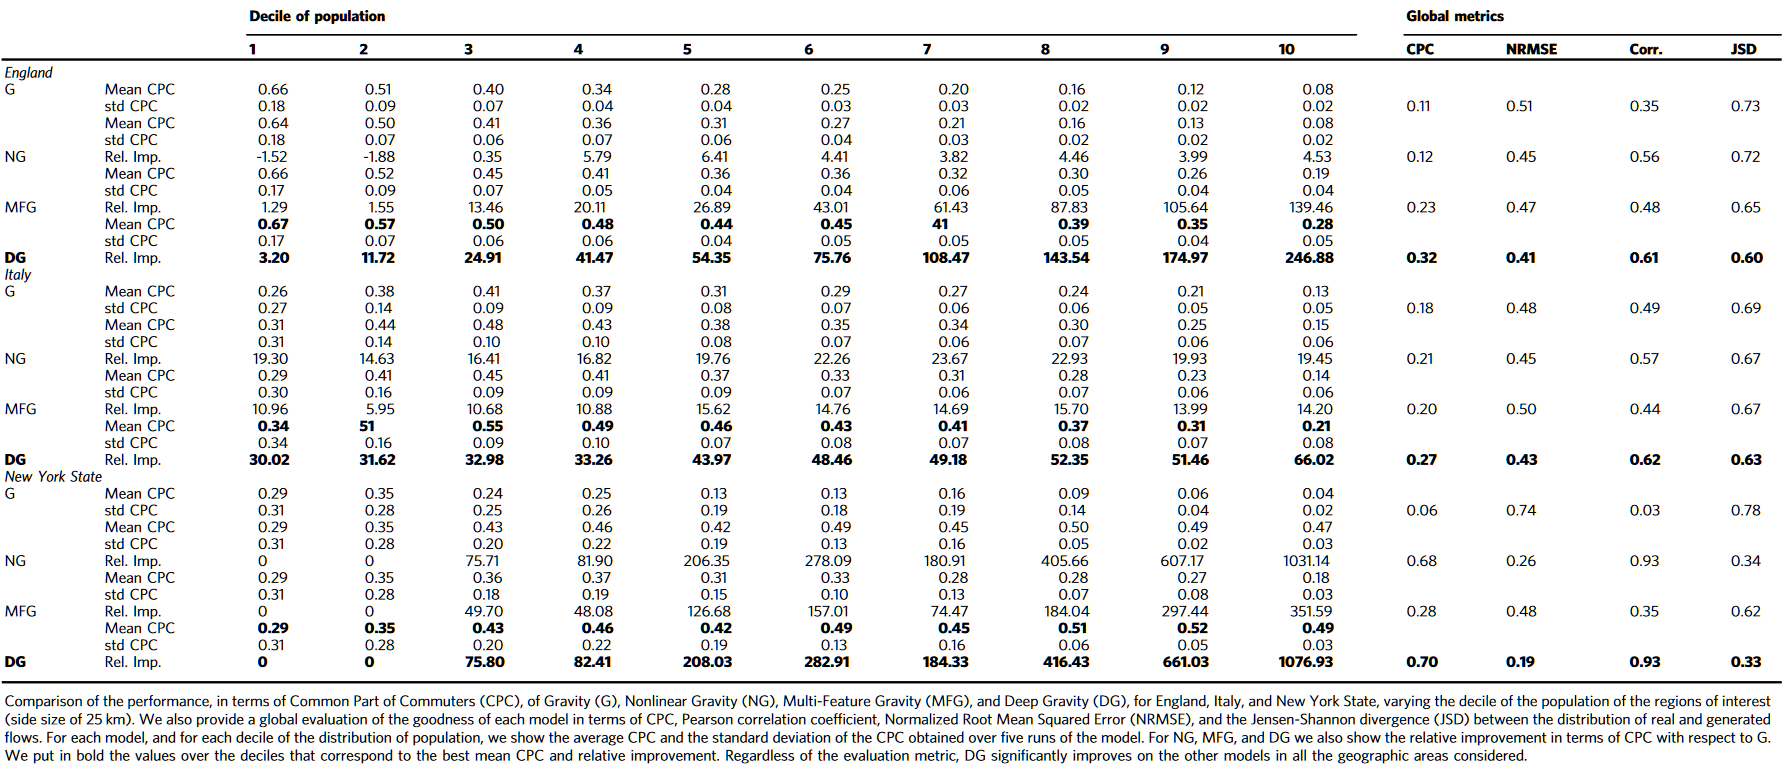 Decile of population Global metrics
1 2 3 4 5 6 7 8 9 10 CPC NRMSE Corr. JSD
England
G Mean CPC 0.66 0.51 0.40 0.34 0.28 0.25 0.20 0.16 0.12 0.08
std CPC 0.18 0.09 0.07 0.04 0.04 0.03 0.03 0.02 0.02 0.02 0.11 0.51 0.35 0.73
Mean CPC 0.64 0.50 0.41 0.36 0.31 0.27 0.21 0.16 0.13 0.08
std CPC 0.18 0.07 0.06 0.07 0.06 0.04 0.03 0.02 0.02 0.02
NG Rel. Imp. -1.52 -1.88 0.35 5.79 6.41 4.41 3.82 4.46 3.99 4.53 0.12 0.45 0.56 0.72
Mean CPC 0.66 0.52 0.45 0.41 0.36 0.36 0.32 0.30 0.26 0.19
std CPC 0.17 0.09 0.07 0.05 0.04 0.04 0.06 0.05 0.04 0.04
MFG Rel. Imp. 1.29 1.55 13.46 20.11 26.89 43.01 61.43 87.83 105.64 139.46 0.23 0.47 0.48 0.65
Mean CPC 0.67 0.57 0.50 0.48 0.44 0.45 41 0.39 0.35 0.28
std CPC 0.17 0.07 0.06 0.06 0.04 0.05 0.05 0.05 0.04 0.05
DG Rel. Imp. 3.20 11.72 24.91 41.47 54.35 75.76 108.47 143.54 174.97 246.88 0.32 0.41 0.61 0.60
Italy
G Mean CPC 0.26 0.38 0.41 0.37 0.31 0.29 0.27 0.24 0.21 0.13
std CPC 0.27 0.14 0.09 0.09 0.08 0.07 0.06 0.06 0.05 0.05 0.18 0.48 0.49 0.69
Mean CPC 0.31 0.44 0.48 0.43 0.38 0.35 0.34 0.30 0.25 0.15
std CPC 0.31 0.14 0.10 0.10 0.08 0.07 0.06 0.07 0.06 0.06
NG Rel. Imp. 19.30 14.63 16.41 16.82 19.76 22.26 23.67 22.93 19.93 19.45 0.21 0.45 0.57 0.67
Mean CPC 0.29 0.41 0.45 0.41 0.37 0.33 0.31 0.28 0.23 0.14
std CPC 0.30 0.16 0.09 0.09 0.09 0.07 0.06 0.07 0.06 0.06
MFG Rel. Imp. 10.96 5.95 10.68 10.88 15.62 14.76 14.69 15.70 13.99 14.20 0.20 0.50 0.44 0.67
Mean CPC 0.34 51 0.55 0.49 0.46 0.43 0.41 0.37 0.31 0.21
std CPC 0.34 0.16 0.09 0.10 0.07 0.08 0.07 0.08 0.07 0.08
DG Rel. Imp. 30.02 31.62 32.98 33.26 43.97 48.46 49.18 52.35 51.46 66.02 0.27 0.43 0.62 0.63
New York State
G Mean CPC 0.29 0.35 0.24 0.25 0.13 0.13 0.16 0.09 0.06 0.04
std CPC 0.31 0.28 0.25 0.26 0.19 0.18 0.19 0.14 0.04 0.02 0.06 0.74 0.03 0.78
Mean CPC 0.29 0.35 0.43 0.46 0.42 0.49 0.45 0.50 0.49 0.47
std CPC 0.31 0.28 0.20 0.22 0.19 0.13 0.16 0.05 0.02 0.03
NG Rel. Imp. 0 0 75.71 81.90 206.35 278.09 180.91 405.66 607.17 1031.14 0.68 0.26 0.93 0.34
Mean CPC 0.29 0.35 0.36 0.37 0.31 0.33 0.28 0.28 0.27 0.18
std CPC 0.31 0.28 0.18 0.19 0.15 0.10 0.13 0.07 0.08 0.03
MFG Rel. Imp. 0 0 49.70 48.08 126.68 157.01 74.47 184.04 297.44 351.59 0.28 0.48 0.35 0.62
Mean CPC 0.29 0.35 0.43 0.46 0.42 0.49 0.45 0.51 0.52 0.49
std CPC 0.31 0.28 0.20 0.22 0.19 0.13 0.16 0.06 0.05 0.03
DG Rel. Imp. 0 0 75.80 82.41 208.03 282.91 184.33 416.43 661.03 1076.93 0.70 0.19 0.93 0.33
Comparison of the performance, in terms of Common Part of Commuters (CPC), of Gravity (G), Nonlinear Gravity (NG), Multi-Feature Gravity (MFG), and Deep Gravity (DG), for England, Italy, and New York State, varying the decile of the population of the regions of interest
(side size of 25 km). We also provide a global evaluation of the goodness of each model in terms of CPC, Pearson correlation coefficient, Normalized Root Mean Squared Error (NRMSE), and the Jensen-Shannon divergence (JSD) between the distribution of real and generated
flows. For each model, and for each decile of the distribution of population, we show the average CPC and the standard deviation of the CPC obtained over five runs of the model. For NG, MFG, and DG we also show the relative improvement in terms of CPC with respect to G.
We put in bold the values over the deciles that correspond to the best mean CPC and relative improvement. Regardless of the evaluation metric, DG significantly improves on the other models in all the geographic areas considered.